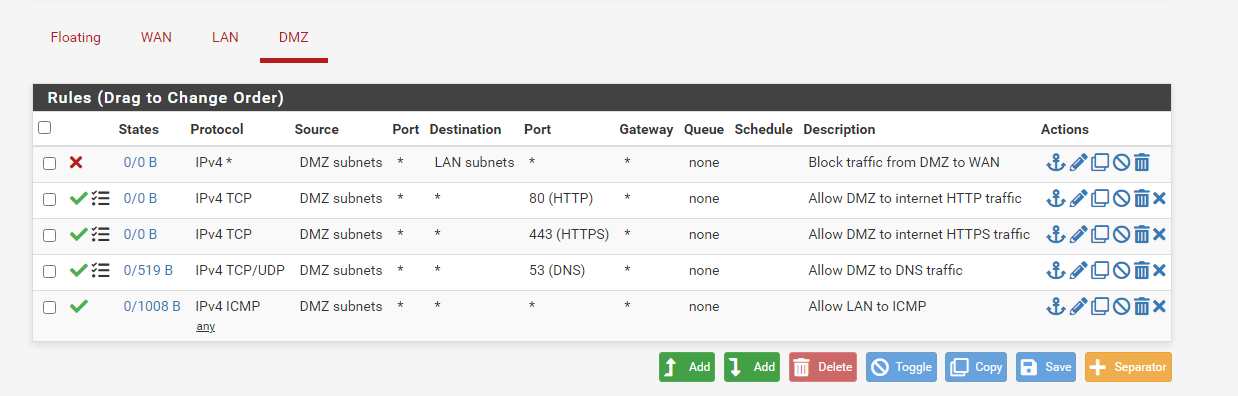 Floating WAN LAN DMZ
Rules (Drag to Change Order)
States Protocol Source Port Destination Port Gateway Queue Schedule Description Actions
0/0 B IPv4 * DMZ subnets * LAN subnets * * none Block traffic from DMZ to WAN
0/0 B IPv4 TCP DMZ subnets * * 80 (HTTP) * none Allow DMZ to internet HTTP traffic
0/0 B IPv4 TCP DMZ subnets * * 443 (HTTPS) * none Allow DMZ to internet HTTPS traffic
0/519 B IPv4 TCP/UDP DMZ subnets * * 53 (DNS) * none Allow DMZ to DNS traffic
0/1008 B IPv4 ICMP DMZ subnets * * * * none Allow LAN to ICMP
any
Add Add Delete Toggle Copy Save Separator